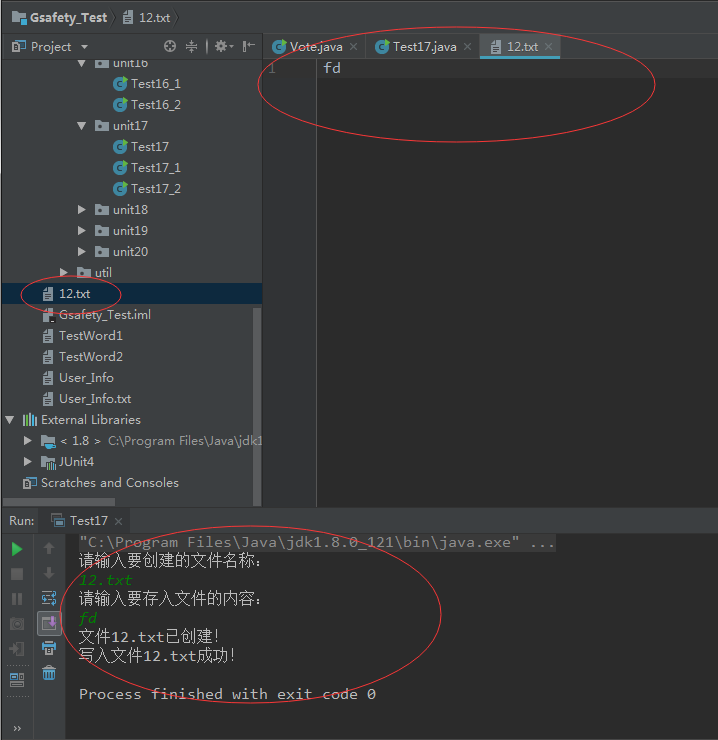 Gsafety_Test 12.txt
Project
Vote.java Test17.java 12.txt
unit16
Test16_1
Test16_2
unit17
Test17
Test17_1
Test17_2
unit18
unit19
unit20
util
12.txt
Gsafety_Test.iml
TestWord1
TestWord2
User_Info
User_Info.txt
External Libraries
< 1.8 > C:\Program Files\Java\jdk1
JUnit4
Scratches and Consoles
1 fd
Run: Test17
"C:\Program Files\Java\jdk1.8.0_121\bin\java.exe" ...
请输入要创建的文件名称:
12.txt
请输入要存入文件的内容:
fd
文件12.txt已创建!
写入文件12.txt成功!
Process finished with exit code 0